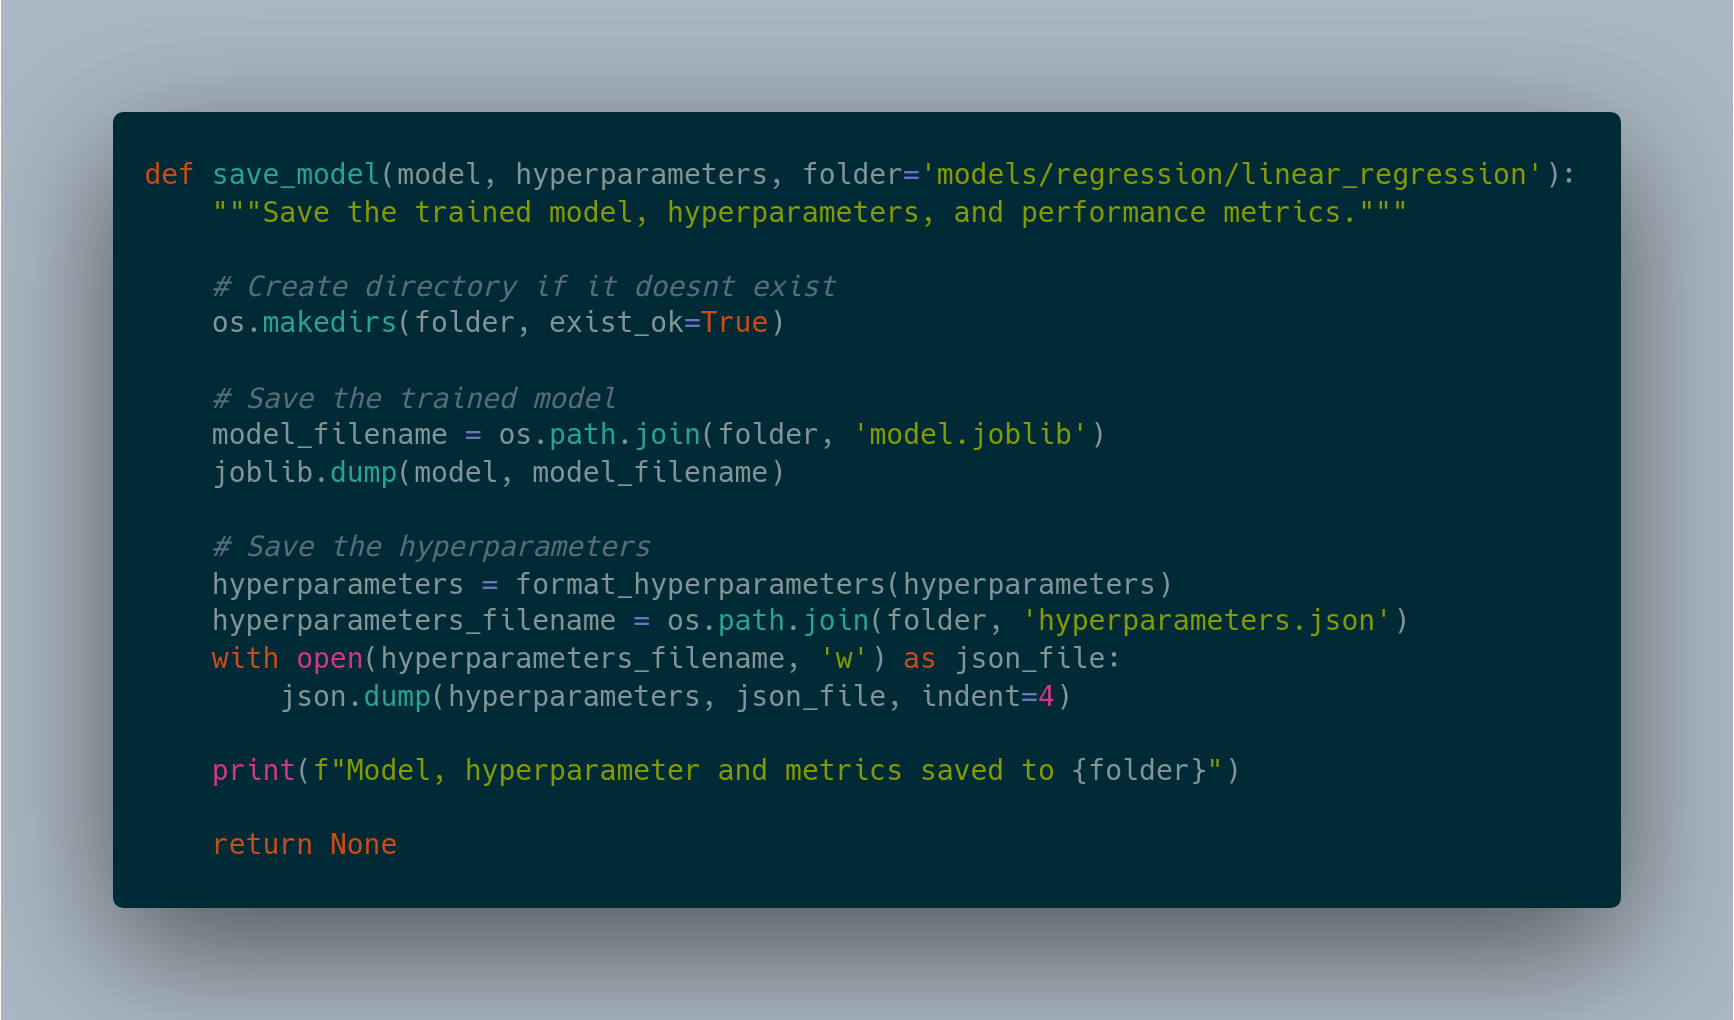 def save_model(model, hyperparameters, folder='models/regression/linear_regression'):
    """Save the trained model, hyperparameters, and performance metrics."""

    # Create directory if it doesnt exist
    os.makedirs(folder, exist_ok=True)

    # Save the trained model
    model_filename = os.path.join(folder, 'model.joblib')
    joblib.dump(model, model_filename)

    # Save the hyperparameters
    hyperparameters = format_hyperparameters(hyperparameters)
    hyperparameters_filename = os.path.join(folder, 'hyperparameters.json')
    with open(hyperparameters_filename, 'w') as json_file:
        json.dump(hyperparameters, json_file, indent=4)

    print(f"Model, hyperparameter and metrics saved to {folder}")

    return None